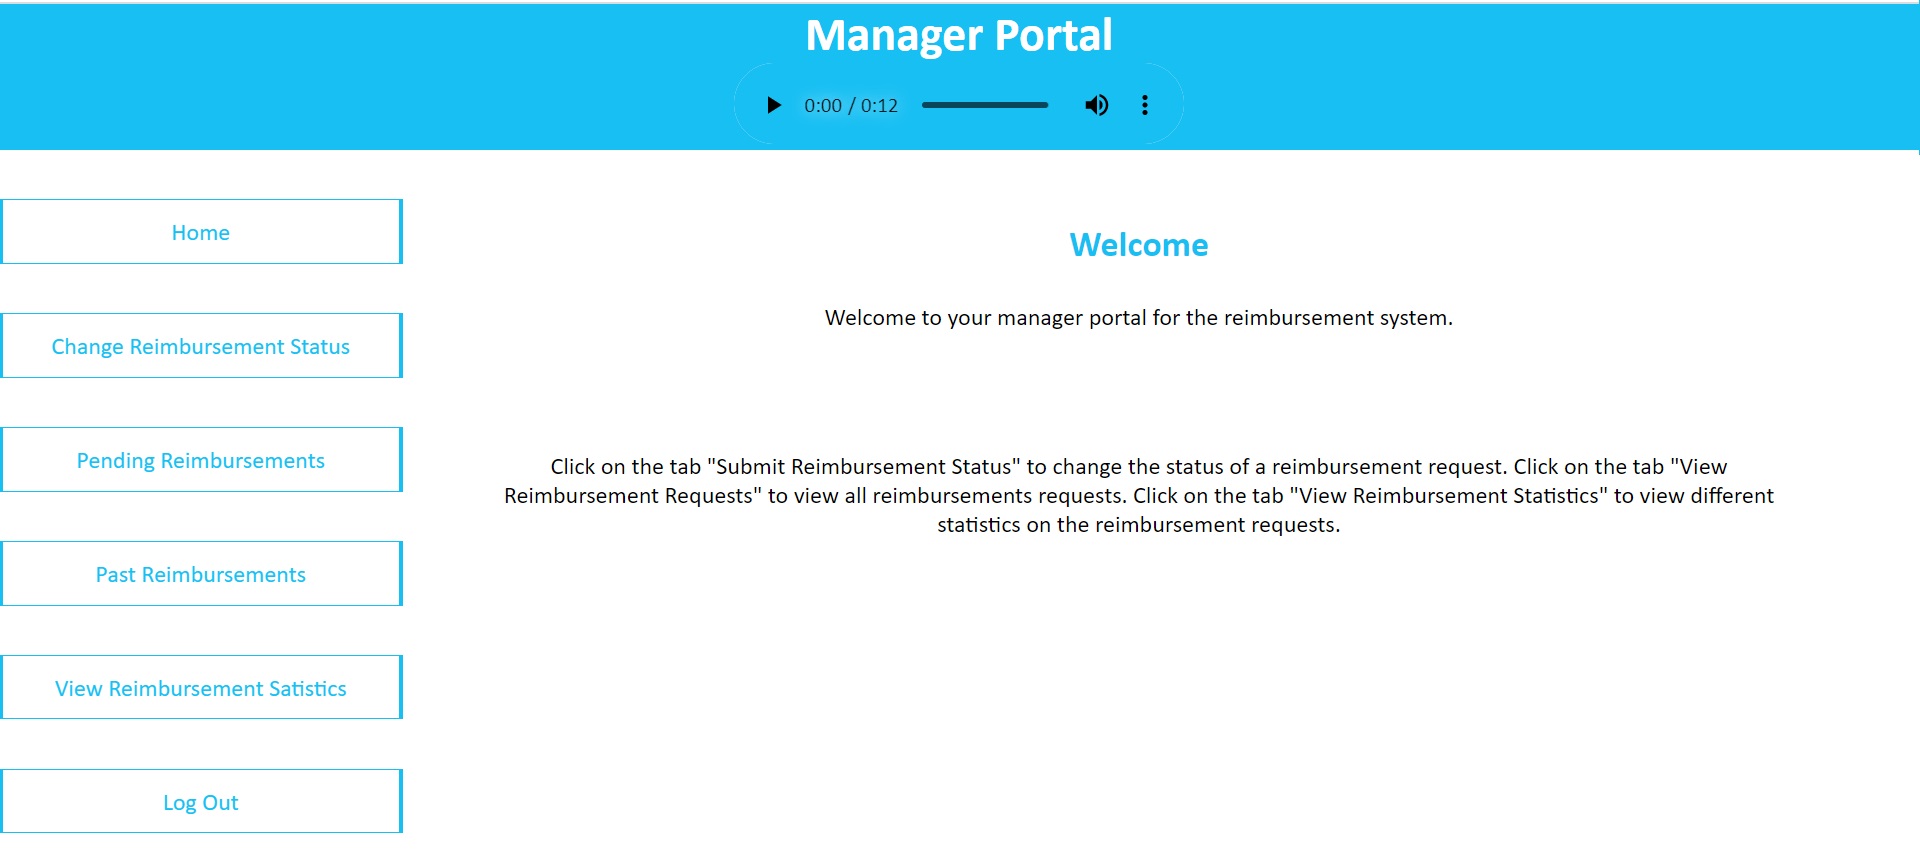 Manager Portal
0:00 / 0:12
Home
Change Reimbursement Status
Pending Reimbursements
Past Reimbursements
View Reimbursement Satistics
Log Out
Welcome
Welcome to your manager portal for the reimbursement system.
Click on the tab "Submit Reimbursement Status" to change the status of a reimbursement request. Click on the tab "View
Reimbursement Requests" to view all reimbursements requests. Click on the tab "View Reimbursement Statistics" to view different
statistics on the reimbursement requests.